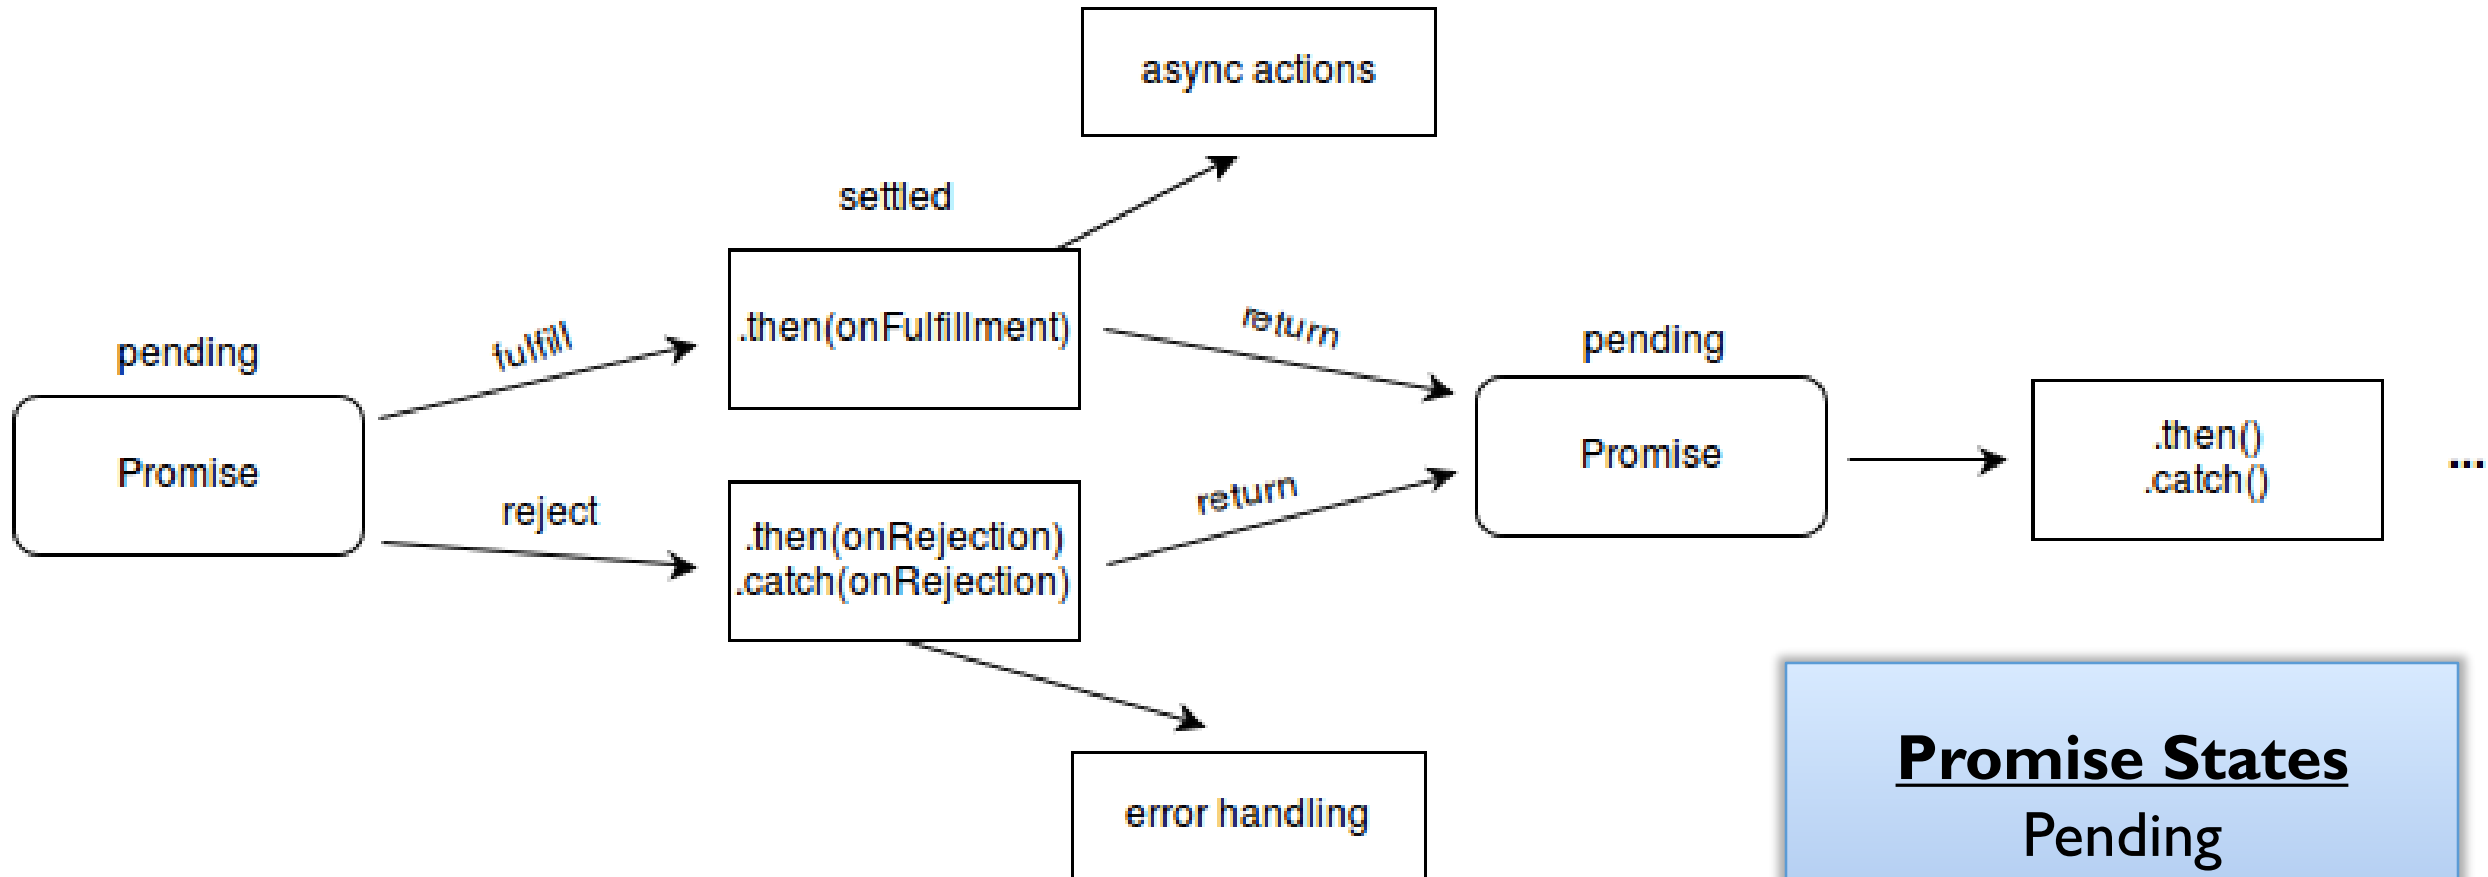 async actions
settled
.then(onFulfillment)
fulfill
return
pending
pending
Promise
Promise
.then()
.catch()
...
reject
return
.then(onRejection)
.catch(onRejection)
error handling
Promise States
Pending